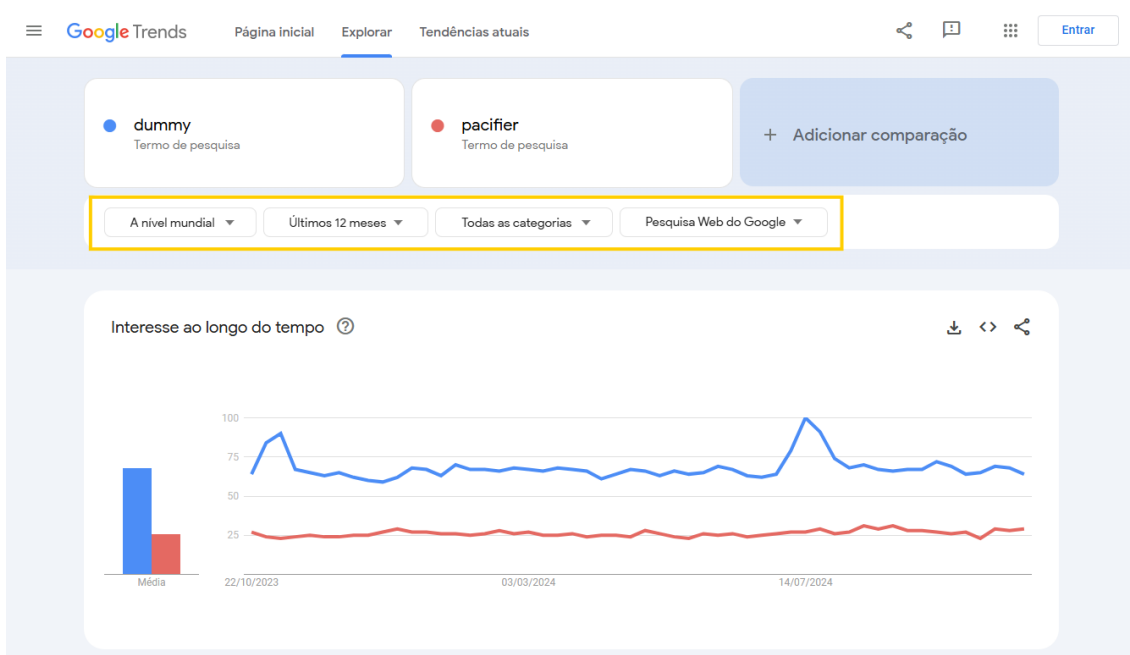 Google Trends Página inicial Explorar Tendências atuais Entrar
dummy
Termo de pesquisa
pacifier
Termo de pesquisa
+ Adicionar comparação
A nível mundial Últimos 12 meses Todas as categorias Pesquisa Web do Google
Interesse ao longo do tempo ?
100
75
50
25
Média 22/10/2023 03/03/2024 14/07/2024